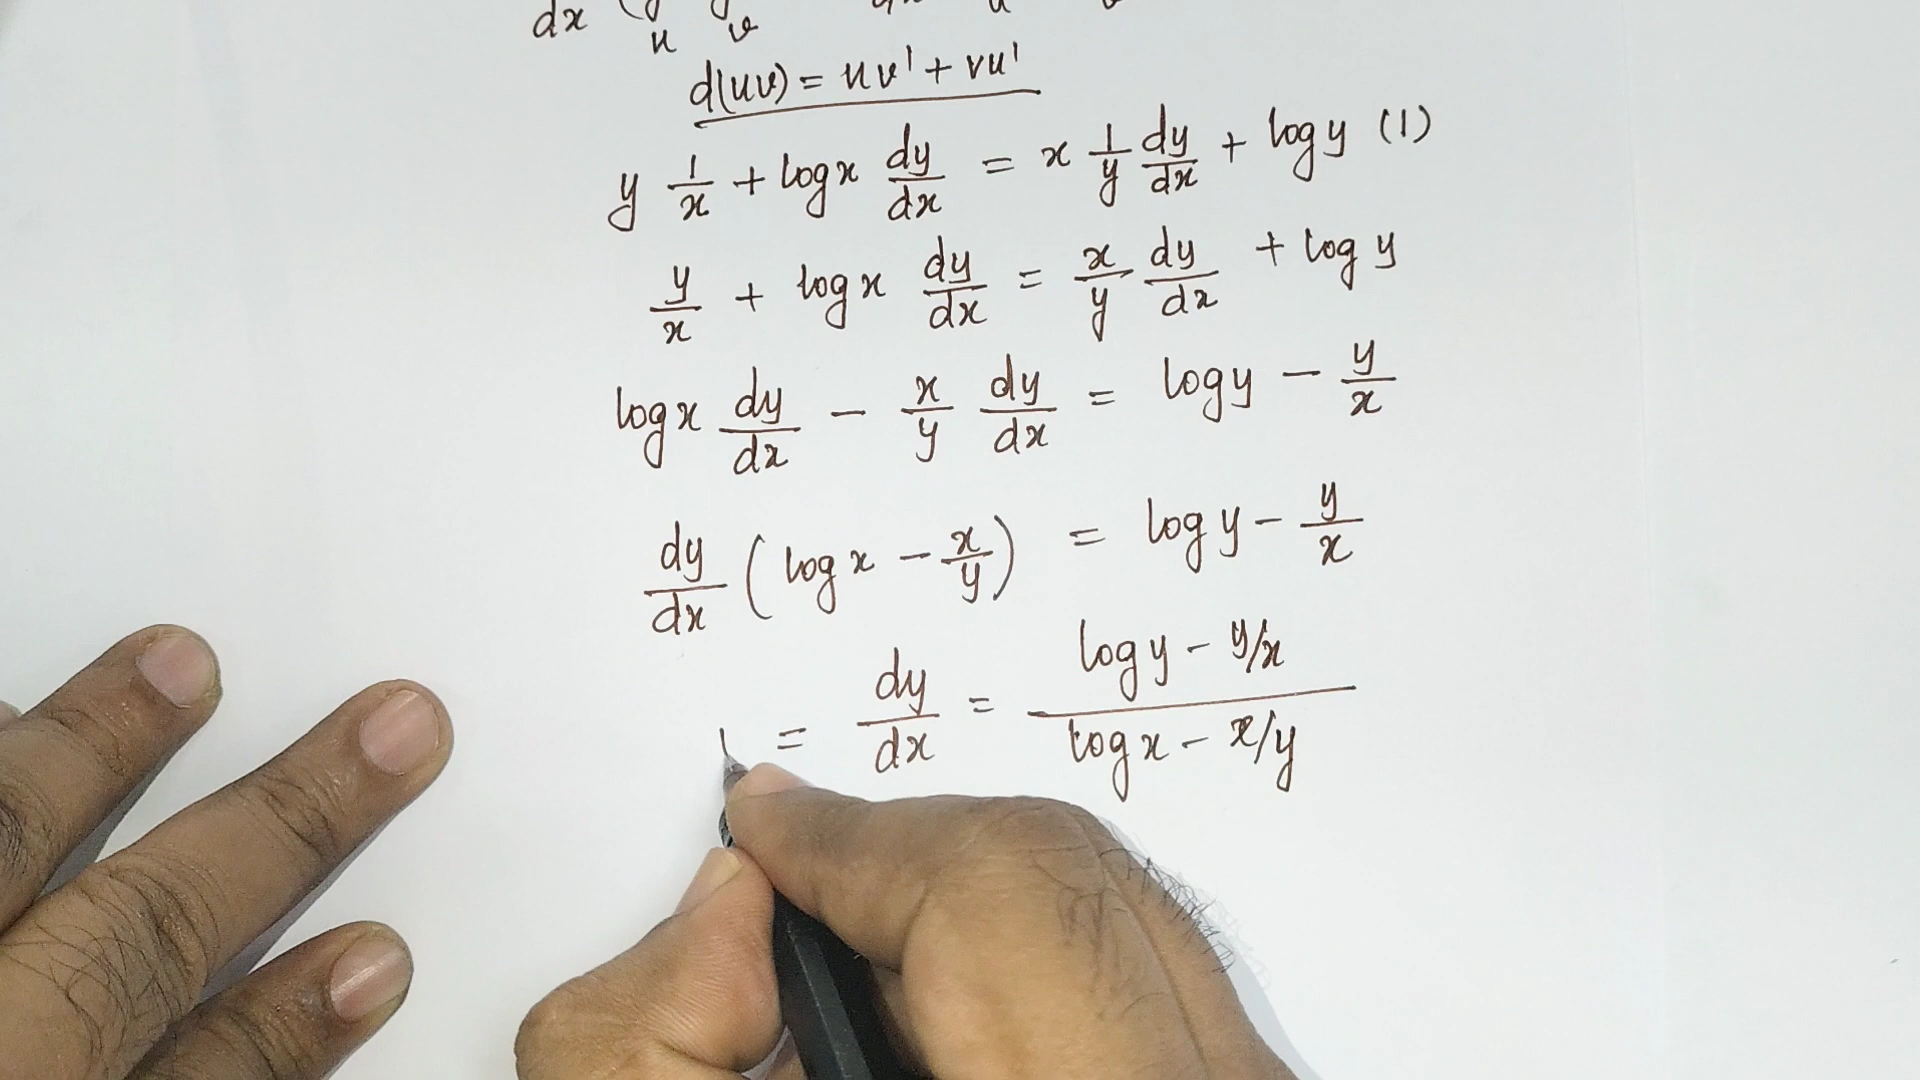 dx u v
d(uv) = uv' + vu'
y 1/x + log x dy/dx = x 1/y dy/dx + log y (1)
y/x + log x dy/dx = x/y dy/dx + log y
log x dy/dx - x/y dy/dx = log y - y/x
dy/dx (log x - x/y) = log y - y/x
= dy/dx = (log y - y/x)/(log x - x/y)